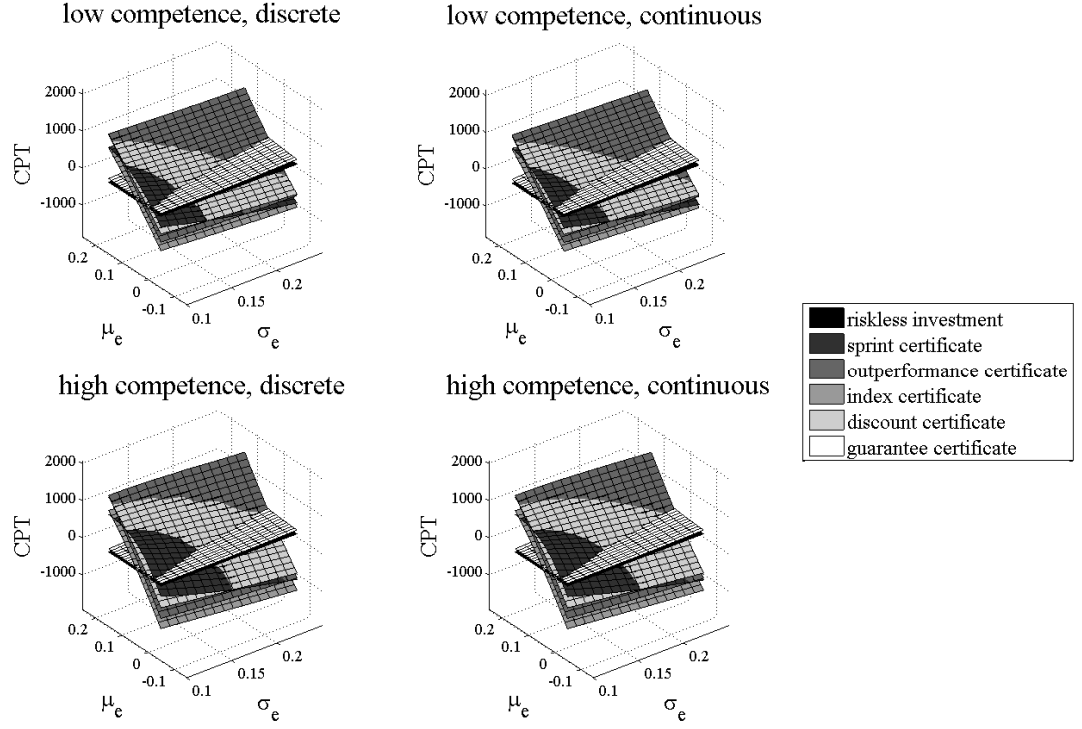 low competence, discrete
2000
1000
0
-1000
CPT
0.2
0.1
0
-0.1
μe
0.1
0.15
0.2
σe
low competence, continuous
2000
1000
0
-1000
CPT
0.2
0.1
0
-0.1
μe
0.1
0.15
0.2
σe
riskless investment
sprint certificate
outperformance certificate
index certificate
discount certificate
guarantee certificate
high competence, discrete
2000
1000
0
-1000
CPT
0.2
0.1
0
-0.1
μe
0.1
0.15
0.2
σe
high competence, continuous
2000
1000
0
-1000
CPT
0.2
0.1
0
-0.1
μe
0.1
0.15
0.2
σe